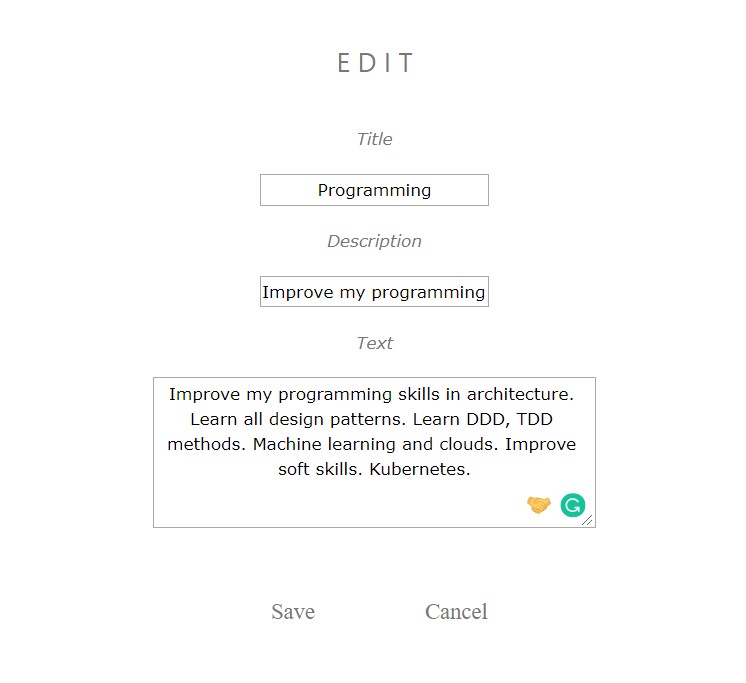 EDIT
Title
Programming
Description
Improve my programming
Text
Improve my programming skills in architecture.
Learn all design patterns. Learn DDD, TDD
methods. Machine learning and clouds. Improve
soft skills. Kubernetes.
Save Cancel